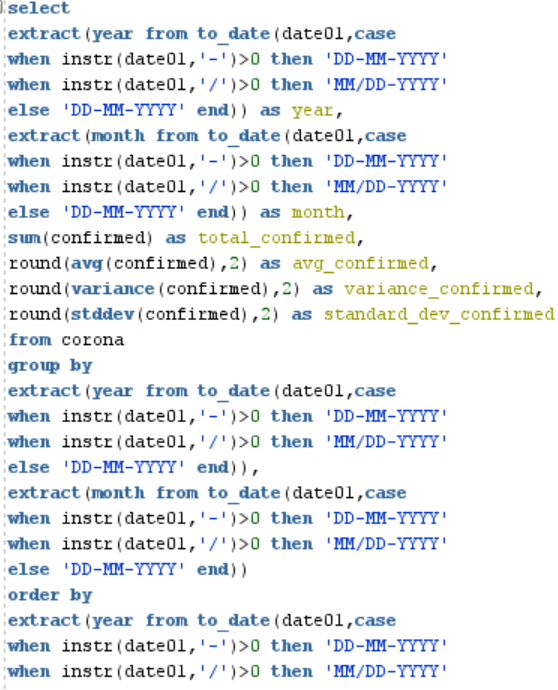 select
extract(year from to_date(date01,case
when instr(date01,'-')>0 then 'DD-MM-YYYY'
when instr(date01,'/')>0 then 'MM/DD-YYYY'
else 'DD-MM-YYYY' end)) as year,
extract(month from to_date(date01,case
when instr(date01,'-')>0 then 'DD-MM-YYYY'
when instr(date01,'/')>0 then 'MM/DD-YYYY'
else 'DD-MM-YYYY' end)) as month,
sum(confirmed) as total_confirmed,
round(avg(confirmed),2) as avg_confirmed,
round(variance(confirmed),2) as variance_confirmed,
round(stddev(confirmed),2) as standard_dev_confirmed
from corona
group by
extract(year from to_date(date01,case
when instr(date01,'-')>0 then 'DD-MM-YYYY'
when instr(date01,'/')>0 then 'MM/DD-YYYY'
else 'DD-MM-YYYY' end)),
extract(month from to_date(date01,case
when instr(date01,'-')>0 then 'DD-MM-YYYY'
when instr(date01,'/')>0 then 'MM/DD-YYYY'
else 'DD-MM-YYYY' end))
order by
extract(year from to_date(date01,case
when instr(date01,'-')>0 then 'DD-MM-YYYY'
when instr(date01,'/')>0 then 'MM/DD-YYYY'